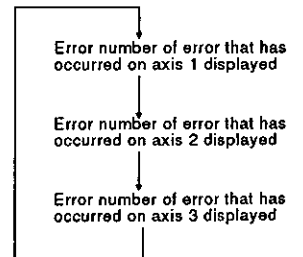 Error number of error that has
occurred on axis 1 displayed
Error number of error that has
occurred on axis 2 displayed
Error number of error that has
occurred on axis 3 displayed